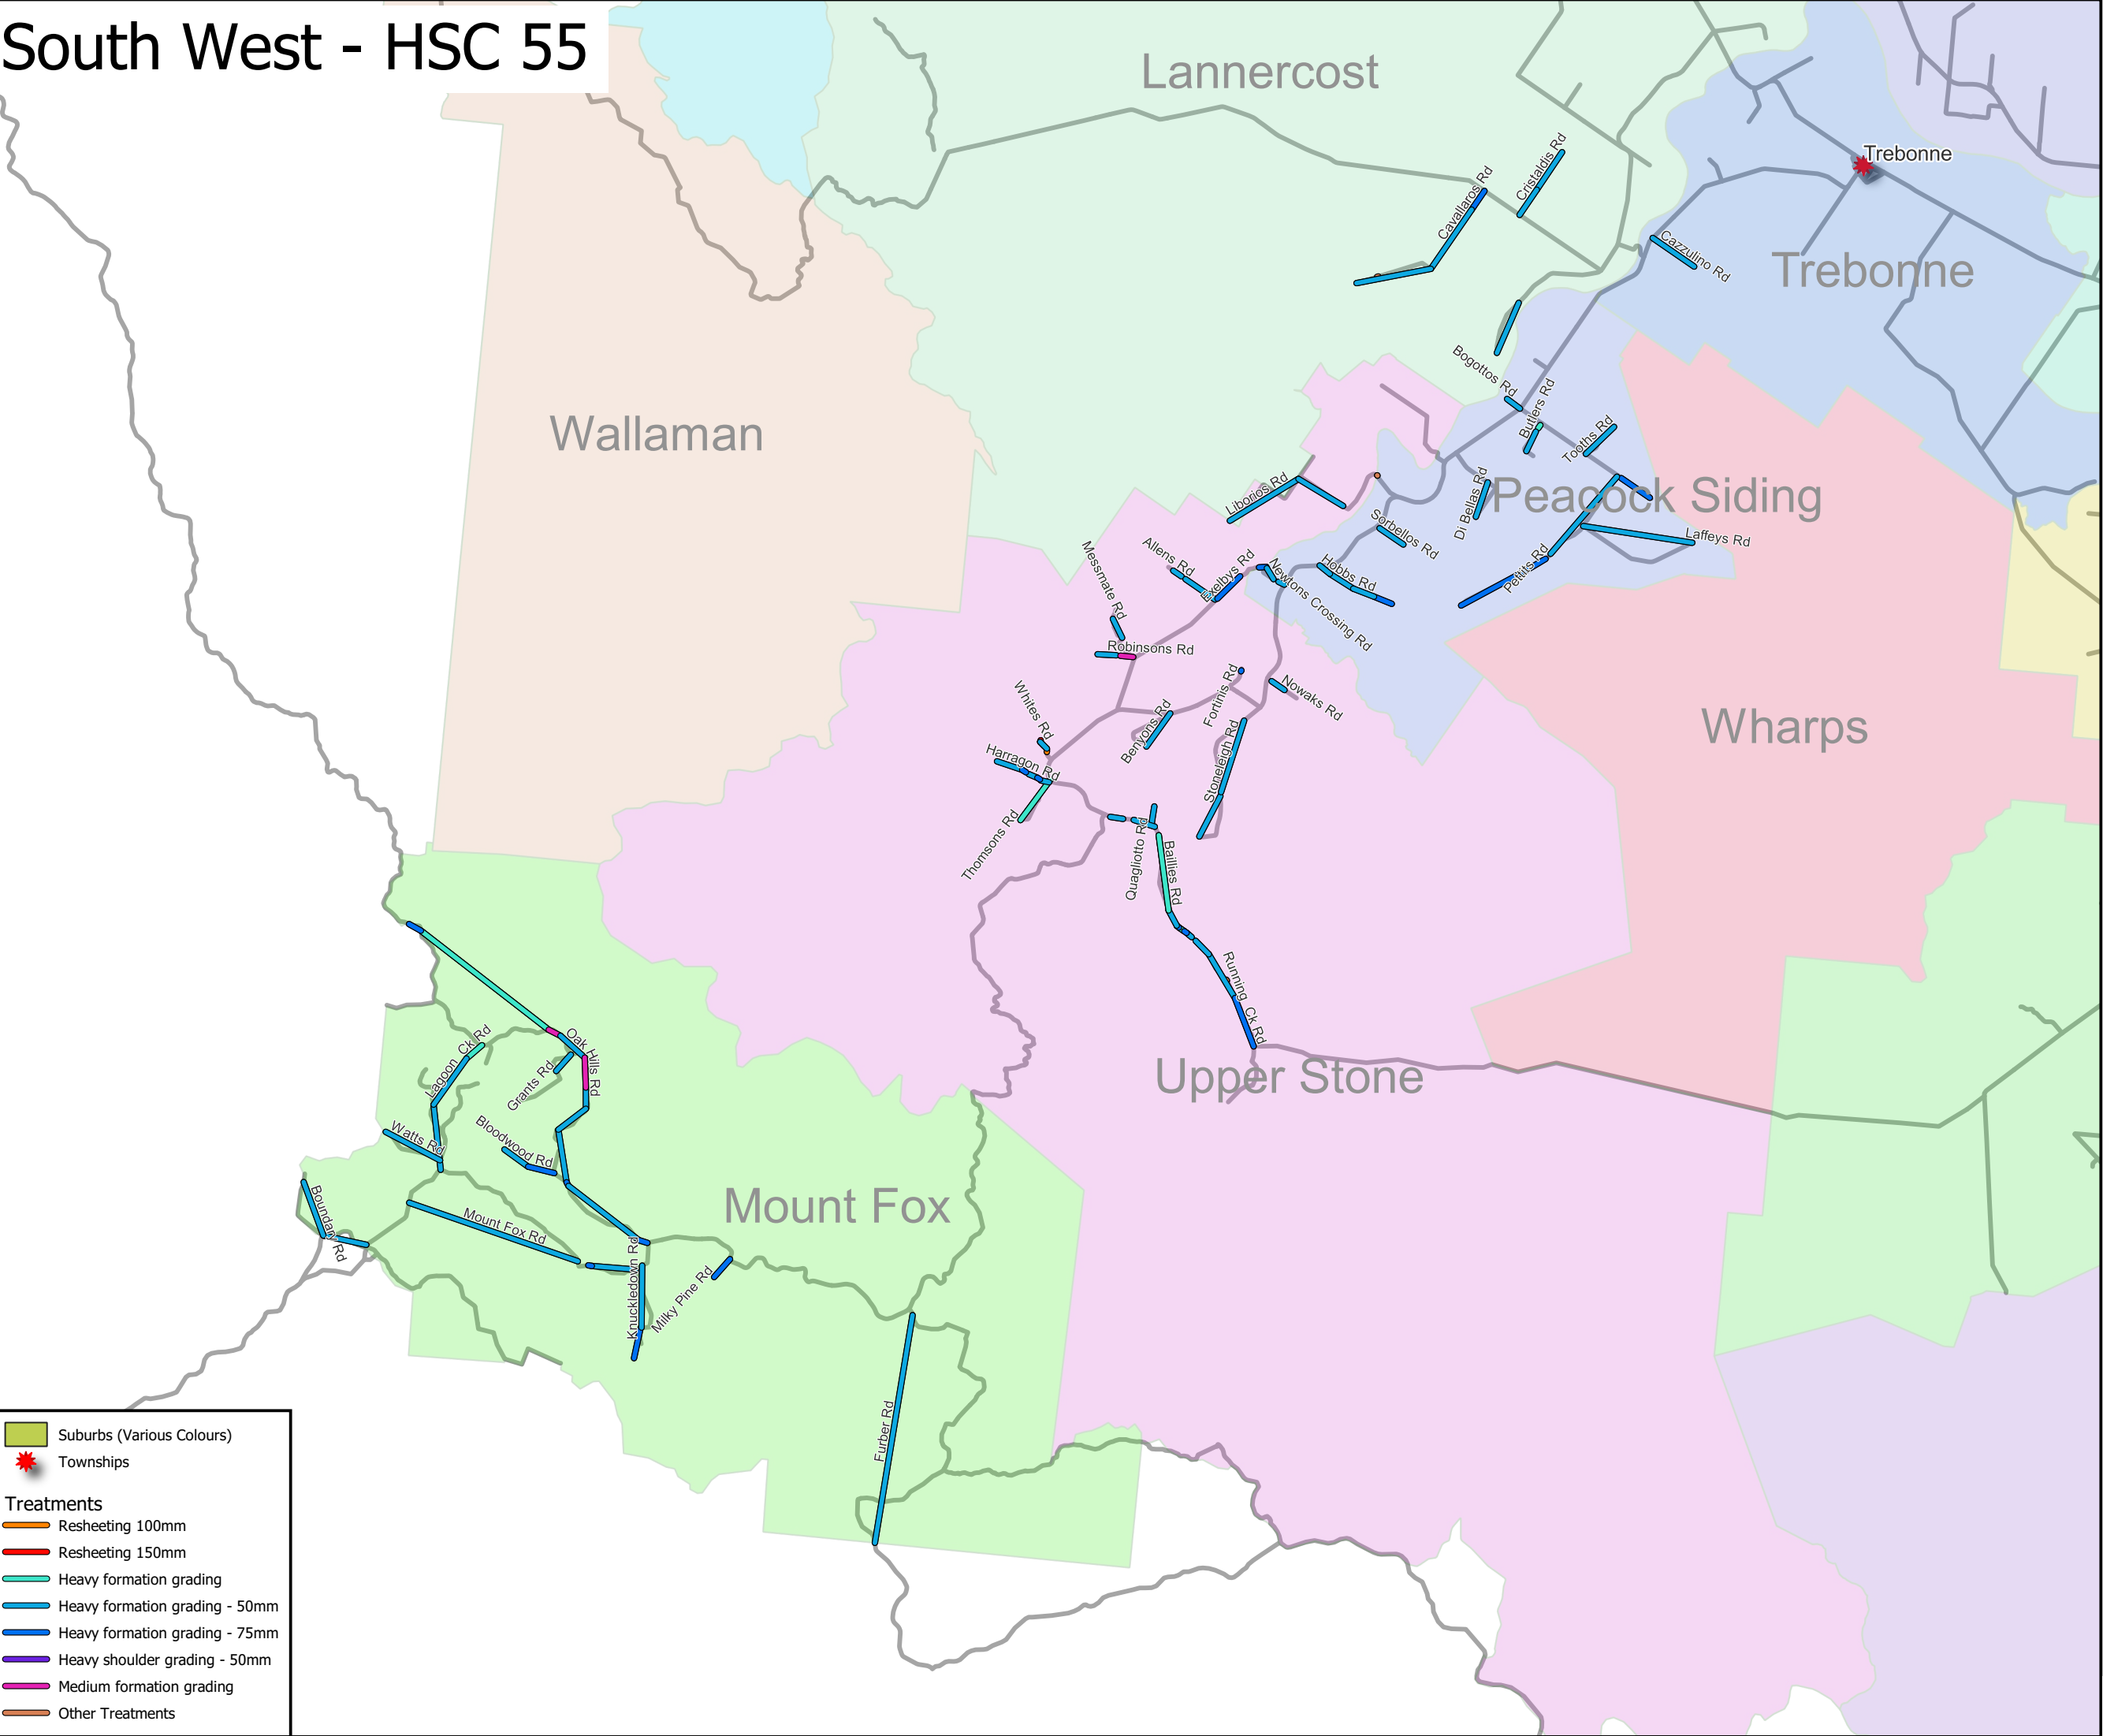 South West - HSC 55
Lannercost
Cristaldis Rd
Trebonne
Cavallaros Rd
Cazzulino Rd
Trebonne
Bogottos Rd
Butlers Rd
Wallaman
Tooths Rd
Liborios Rd
Di Bellas Rd
Peacock Siding
Sorbellos Rd
Laffeys Rd
Messmate Rd
Allens Rd
Exelbys Rd
Newtons Crossing Rd
Hobbs Rd
Pettits Rd
Robinsons Rd
Fortinis Rd
Nowaks Rd
Whites Rd
Benyons Rd
Wharps
Harragon Rd
Stoneleigh Rd
Thomsons Rd
Quagliotto Rd
Baillies Rd
Running Ck Rd
Oak Hills Rd
Lagoon Ck Rd
Grants Rd
Upper Stone
Watts Rd
Bloodwood Rd
Boundary Rd
Mount Fox Rd
Mount Fox
Knuckledown Rd
Milky Pine Rd
Furber Rd
Suburbs (Various Colours)
Townships
Treatments
Resheeting 100mm
Resheeting 150mm
Heavy formation grading
Heavy formation grading - 50mm
Heavy formation grading - 75mm
Heavy shoulder grading - 50mm
Medium formation grading
Other Treatments